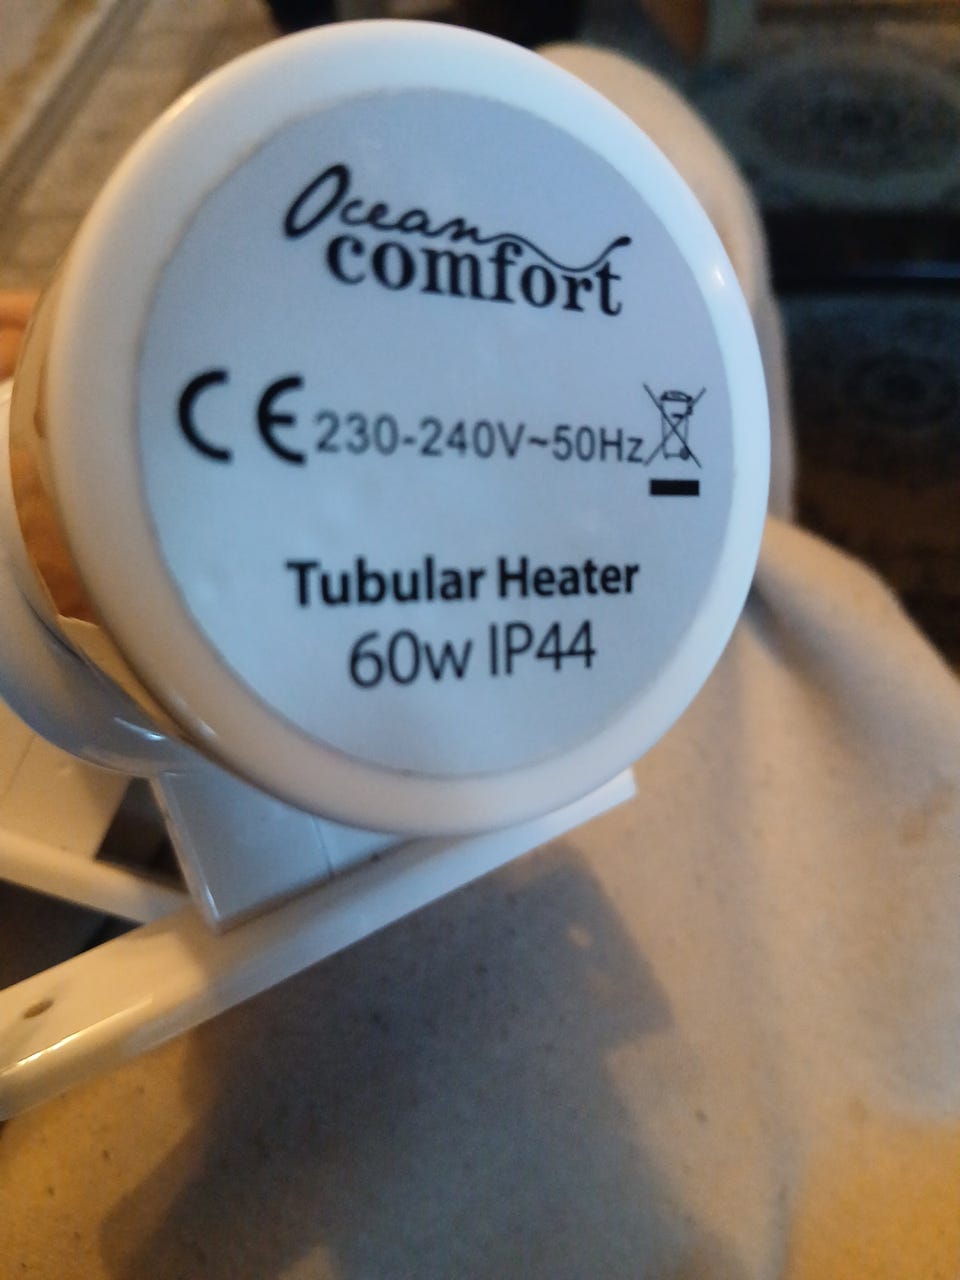 Ocean
comfort
CE 230-240V~50Hz
Tubular Heater
60w IP44